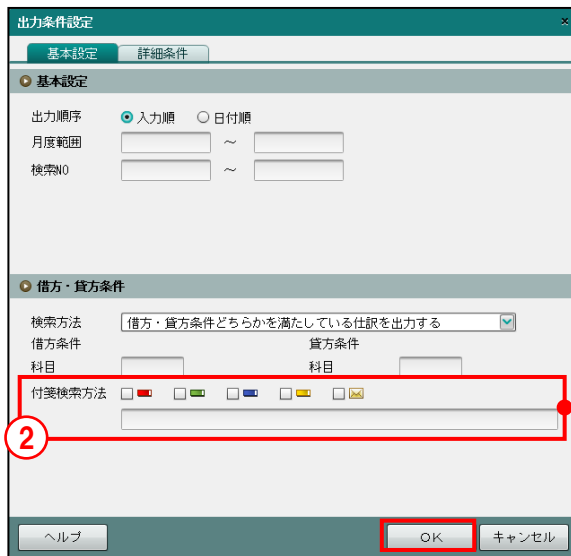 出力条件設定 ×
基本設定 詳細条件
基本設定
出力順序 入力順 日付順
月度範囲 ～
検索NO ～
借方・貸方条件
検索方法 借方・貸方条件どちらかを満たしている仕訳を出力する
借方条件 貸方条件
科目 科目
付箋検索方法
2
ヘルプ OK キャンセル